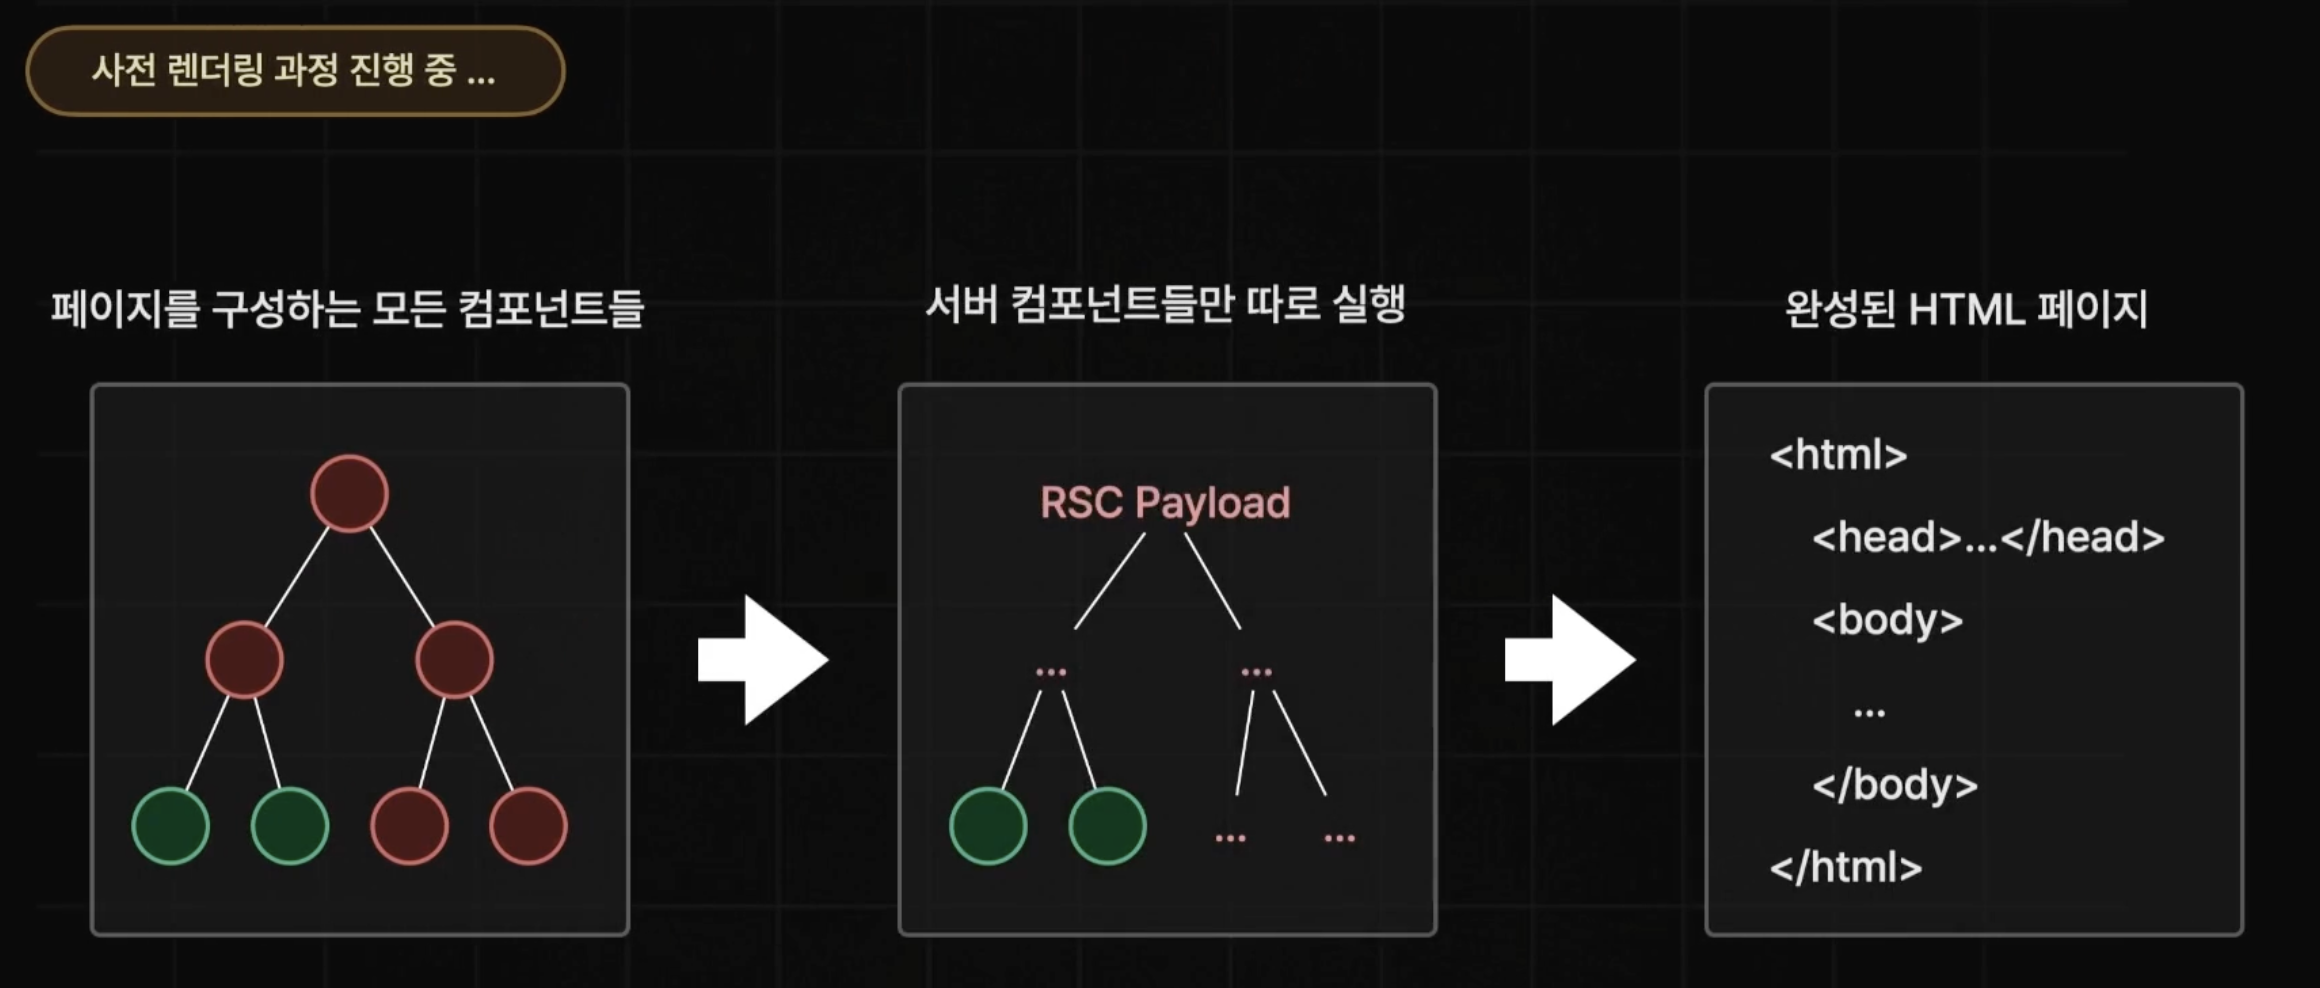 사전 렌더링 과정 진행 중 ...
페이지를 구성하는 모든 컴포넌트들
서버 컴포넌트들만 따로 실행
완성된 HTML 페이지
RSC Payload
...
...
...
...
<html>
<head>...</head>
<body>
...
</body>
</html>